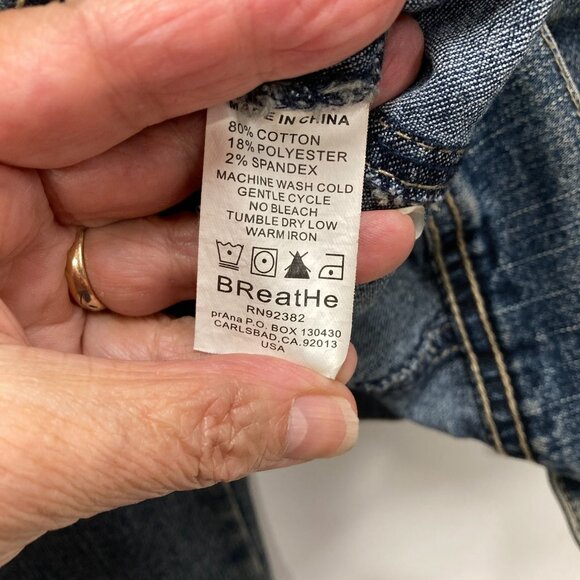 IN CHINA
80% COTTON
18% POLYESTER
2% SPANDEX
MACHINE WASH COLD
GENTLE CYCLE
NO BLEACH
TUMBLE DRY LOW
WARM IRON
BReatHe
RN92382
prAna P.O. BOX 130430
CARLSBAD,CA.92013
USA